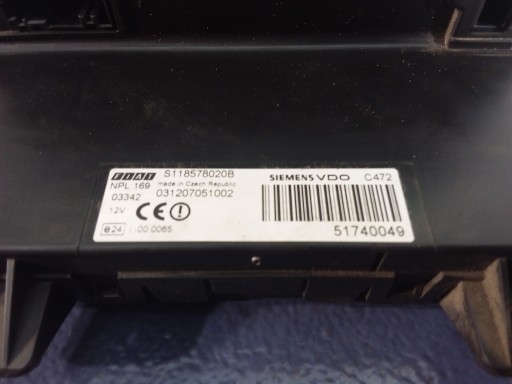 FIAT S118578020B SIEMENS VDO C472
NPL 169 made in Czech Republic
03342 031207051002
12V CE
e24 00 0065
51740049